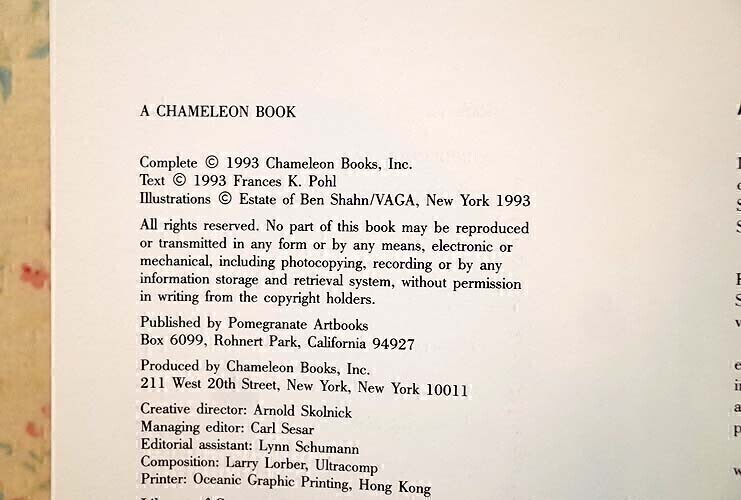 A CHAMELEON BOOK
Complete © 1993 Chameleon Books, Inc.
Text © 1993 Frances K. Pohl
Illustrations © Estate of Ben Shahn/VAGA, New York 1993
All rights reserved. No part of this book may be reproduced
or transmitted in any form or by any means, electronic or
mechanical, including photocopying, recording or by any
information storage and retrieval system, without permission
in writing from the copyright holders.
Published by Pomegranate Artbooks
Box 6099, Rohnert Park, California 94927
Produced by Chameleon Books, Inc.
211 West 20th Street, New York, New York 10011
Creative director: Arnold Skolnick
Managing editor: Carl Sesar
Editorial assistant: Lynn Schumann
Composition: Larry Lorber, Ultracomp
Printer: Oceanic Graphic Printing, Hong Kong